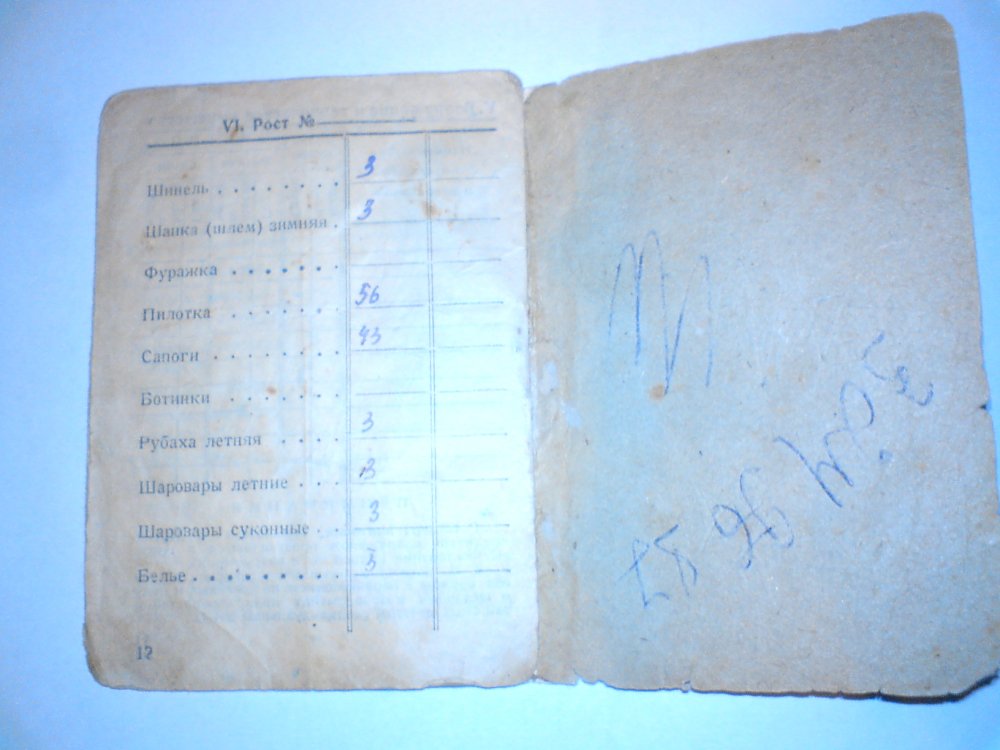 VI. Рост №
Шинель . . . . . . . . 3
Шапка (шлем) зимняя . 3
Фуражка . . . . . . .
Пилотка . . . . . . . 56
Сапоги . . . . . . . . 43
Ботинки . . . . . . .
Рубаха летняя . . . . 3
Шаровары летние . . . 3
Шаровары суконные . . 3
Белье . . . . . . . . . 3
12